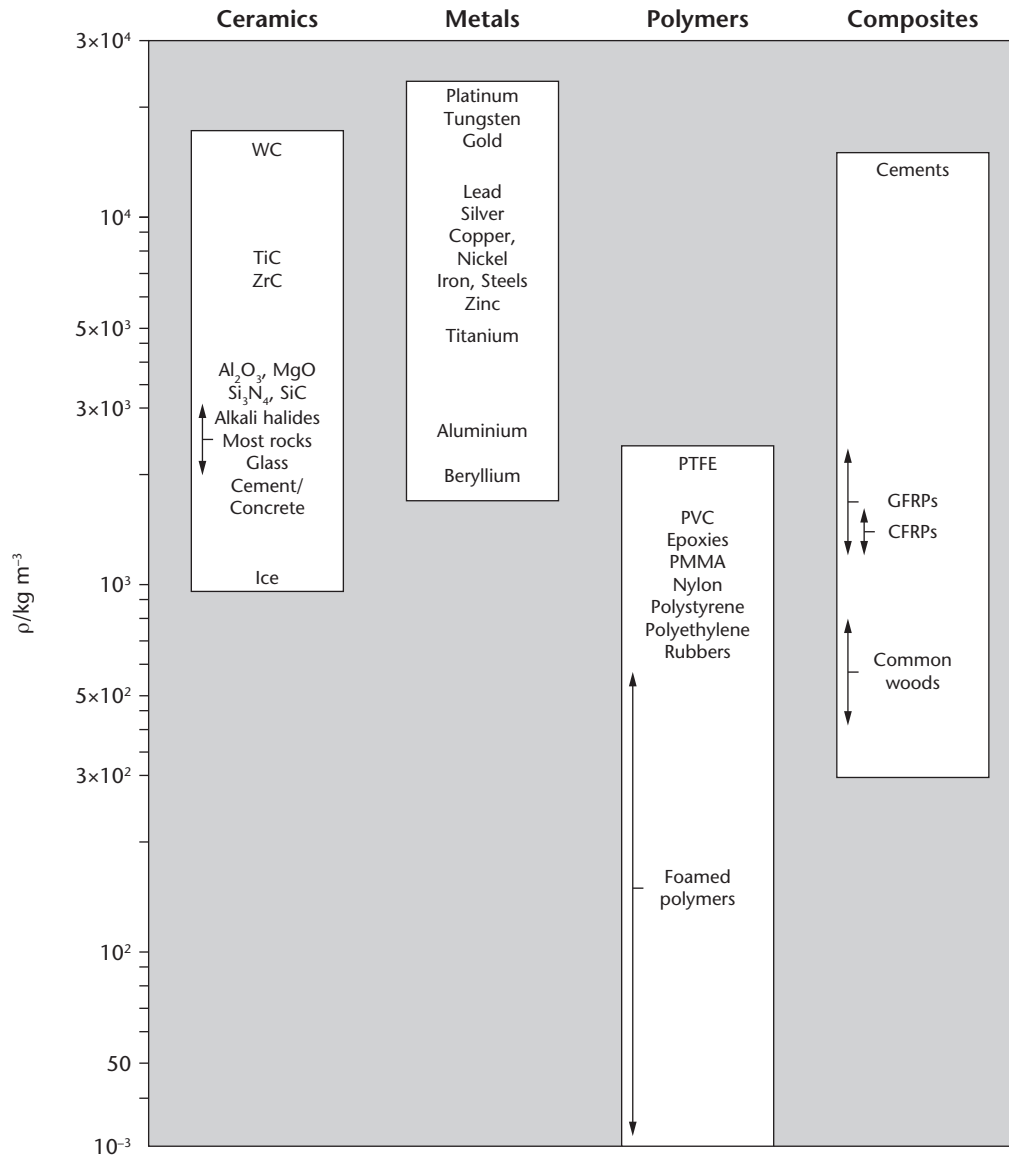 Ceramics Metals Polymers Composites
3×10⁴
10⁴
5×10³
3×10³
10³
5×10²
3×10²
10²
50
10⁻³
ρ/kg m⁻³
WC
TiC
ZrC
Al₂O₃, MgO
Si₃N₄, SiC
Alkali halides
Most rocks
Glass
Cement/
Concrete
Ice
Platinum
Tungsten
Gold
Lead
Silver
Copper,
Nickel
Iron, Steels
Zinc
Titanium
Aluminium
Beryllium
PTFE
PVC
Epoxies
PMMA
Nylon
Polystyrene
Polyethylene
Rubbers
Foamed
polymers
Cements
GFRPs
CFRPs
Common
woods